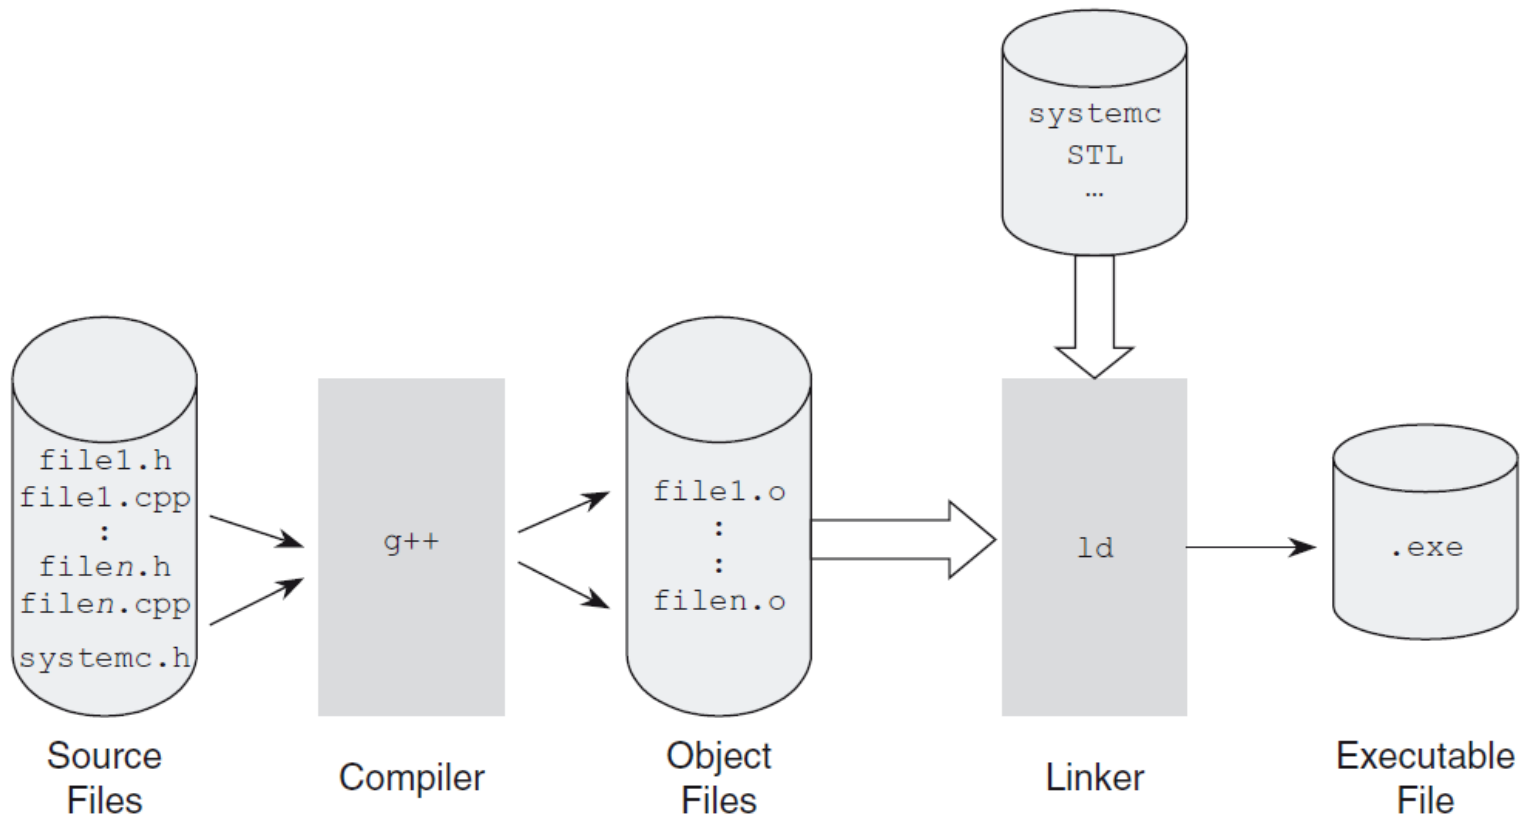 systemc
STL
…
file1.h
file1.cpp
:
filen.h
filen.cpp
systemc.h
g++
file1.o
:
:
filen.o
ld
.exe
Source
Files
Compiler
Object
Files
Linker
Executable
File